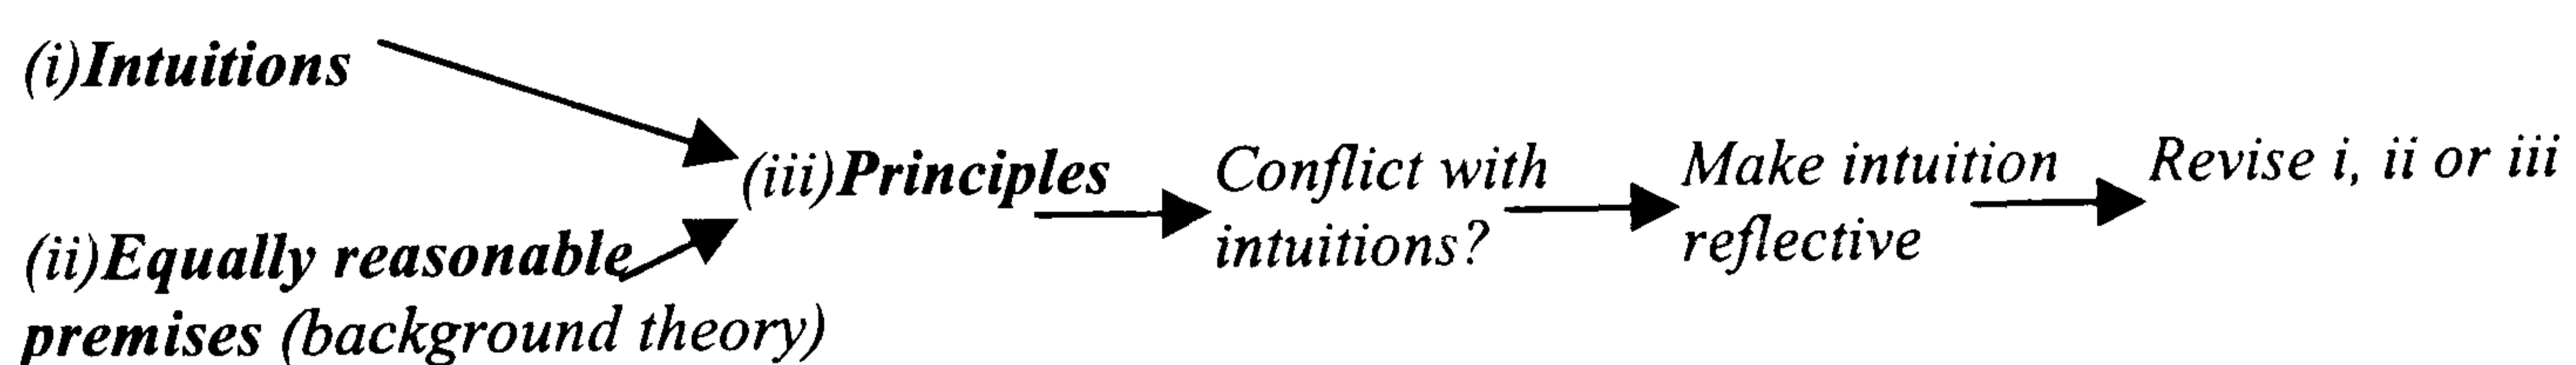 (i)Intuitions
(ii)Equally reasonable
premises (background theory)
(iii)Principles
Conflict with
intuitions?
Make intuition
reflective
Revise i, ii or iii